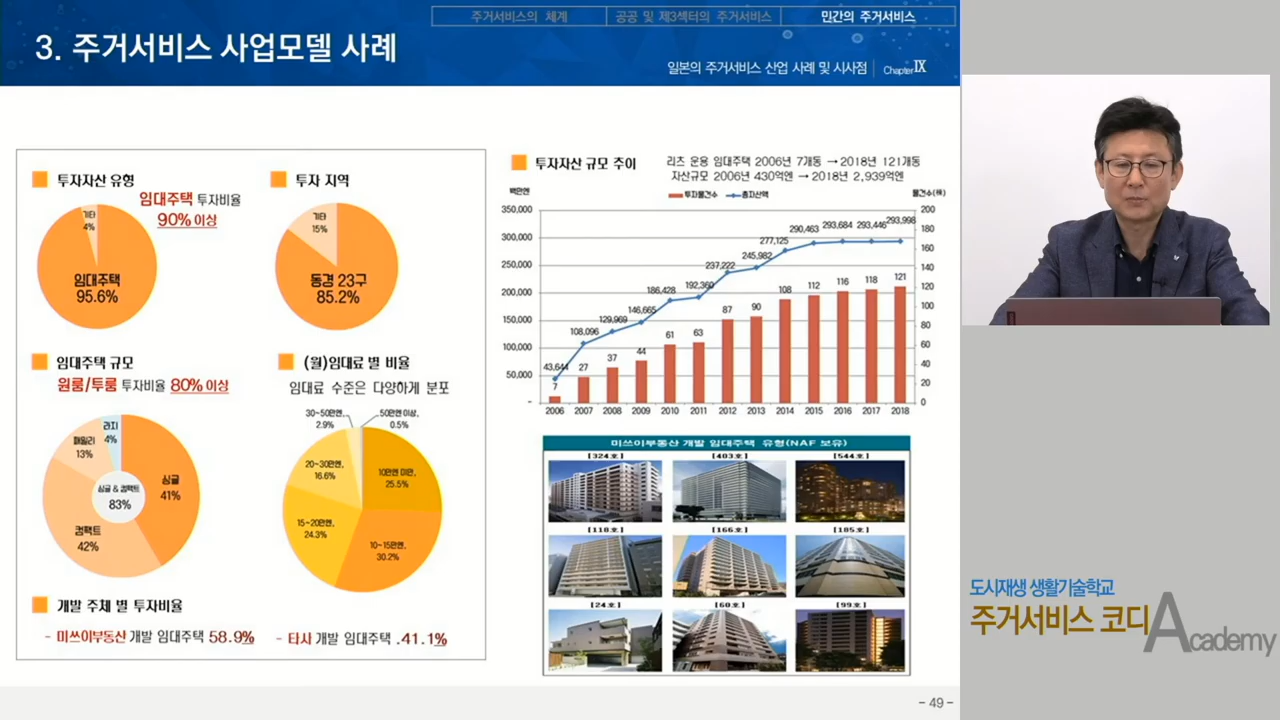 주거서비스의 체계
공공 및 제3섹터의 주거서비스
민간의 주거서비스
3. 주거서비스 사업모델 사례
일본의 주거서비스 산업 사례 및 시사점 Chapter Ⅸ
투자자산 유형
임대주택 투자비율
90% 이상
기타
4%
임대주택
95.6%
투자 지역
기타
15%
동경 23구
85.2%
임대주택 규모
원룸/투룸 투자비율 80% 이상
라지
4%
패밀리
13%
싱글
41%
싱글 & 컴팩트
83%
컴팩트
42%
(월)임대료 별 비율
임대료 수준은 다양하게 분포
30~50만엔,
2.9%
50만엔 이상,
0.5%
20~30만엔,
16.6%
10만엔 미만,
25.5%
15~20만엔,
24.3%
10~15만엔,
30.2%
개발 주체 별 투자비율
- 미쓰이부동산 개발 임대주택 58.9%
- 타사 개발 임대주택 .41.1%
투자자산 규모 추이
리츠 운용 임대주택 2006년 7개동 →2018년 121개동
자산규모 2006년 430억엔 →2018년 2,939억엔
백만엔
투자물건수
총자산액
물건수(株)
350,000
300,000
250,000
200,000
150,000
100,000
50,000
-
200
180
160
140
120
100
80
60
40
20
0
43,644
108,096
129,969
146,665
186,428
192,360
237,222
245,982
277,125
290,463
293,684
293,446
293,998
7
27
37
44
61
63
87
90
108
112
116
118
121
2006 2007 2008 2009 2010 2011 2012 2013 2014 2015 2016 2017 2018
미쓰이부동산 개발 임대주택 유형(NAF 보유)
[324호] [403호] [544호]
[118호] [166호] [185호]
[24호] [60호] [99호]
- 49 -
도시재생 생활기술학교
주거서비스 코디 Academy